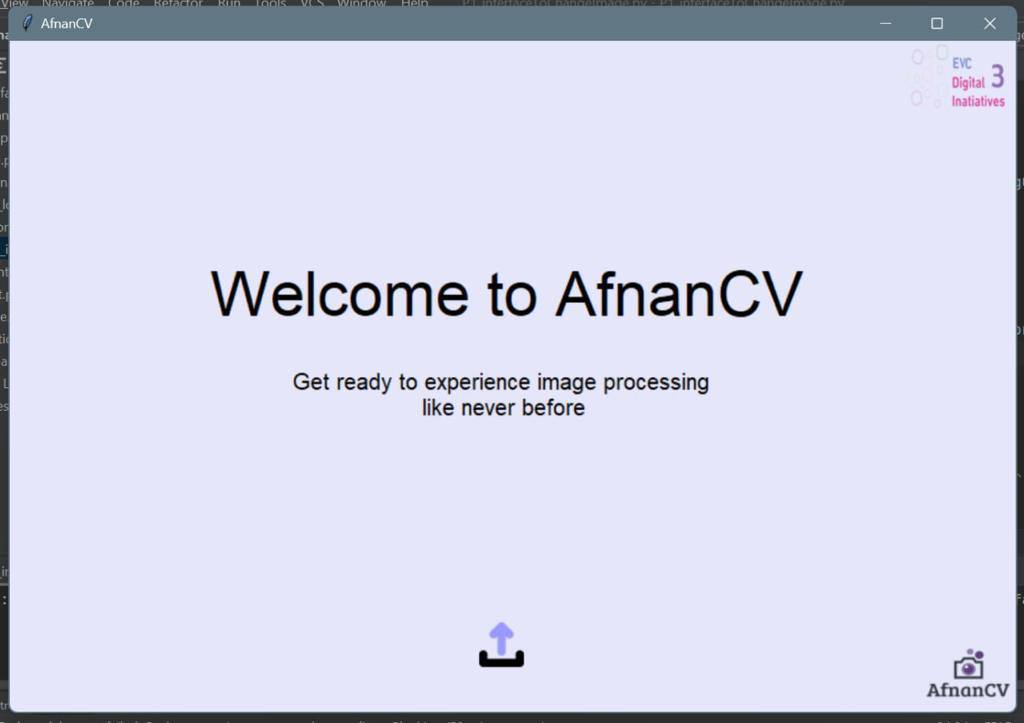 View Navigate Code Refactor Run Tools VCS Window Help
AfnanCV
EVC
Digital 3
Inatiatives
Welcome to AfnanCV
Get ready to experience image processing
like never before
AfnanCV